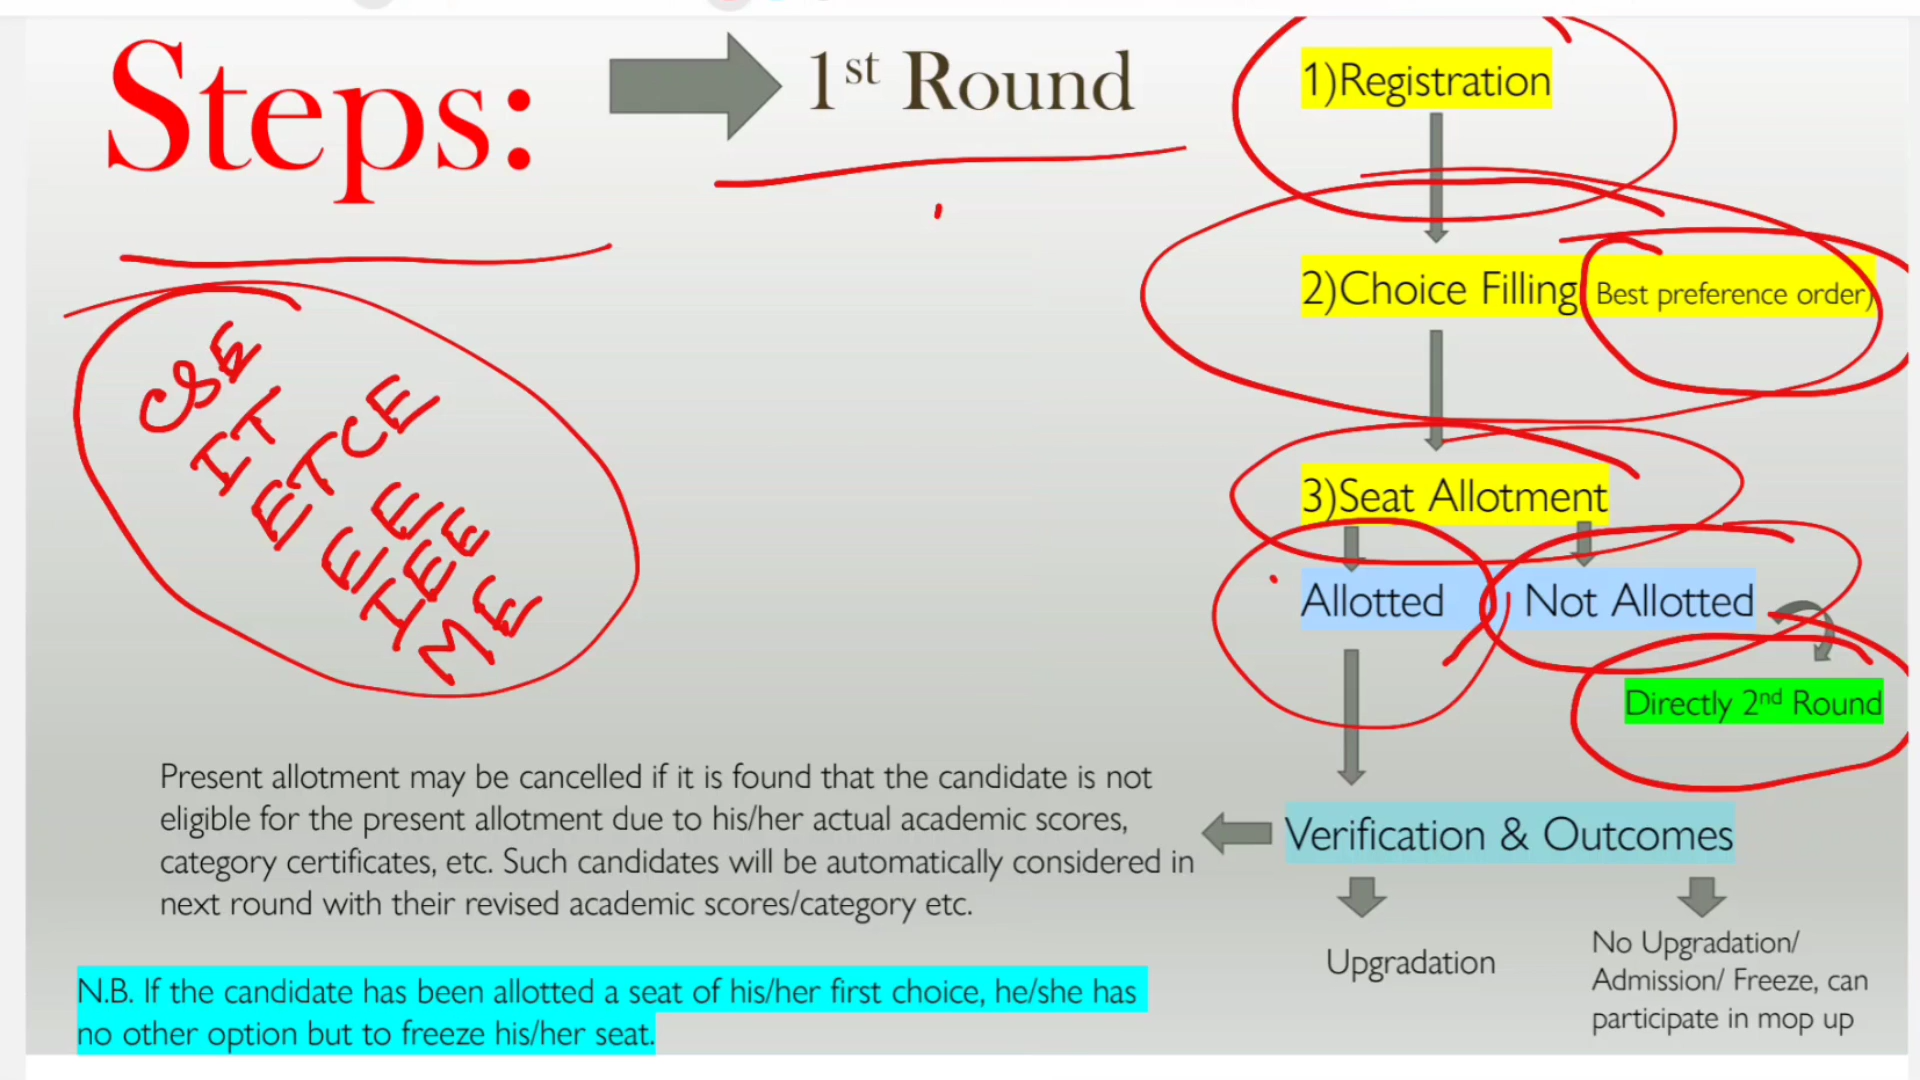 Steps:
1st Round
1)Registration
2)Choice Filling( Best preference order)
3)Seat Allotment
Allotted
Not Allotted
Directly 2nd Round
CSE
IT
ETCE
EEE
IEE
ME
Present allotment may be cancelled if it is found that the candidate is not
eligible for the present allotment due to his/her actual academic scores,
category certificates, etc. Such candidates will be automatically considered in
next round with their revised academic scores/category etc.
Verification & Outcomes
Upgradation
No Upgradation/
Admission/ Freeze, can
participate in mop up
N.B. If the candidate has been allotted a seat of his/her first choice, he/she has
no other option but to freeze his/her seat.